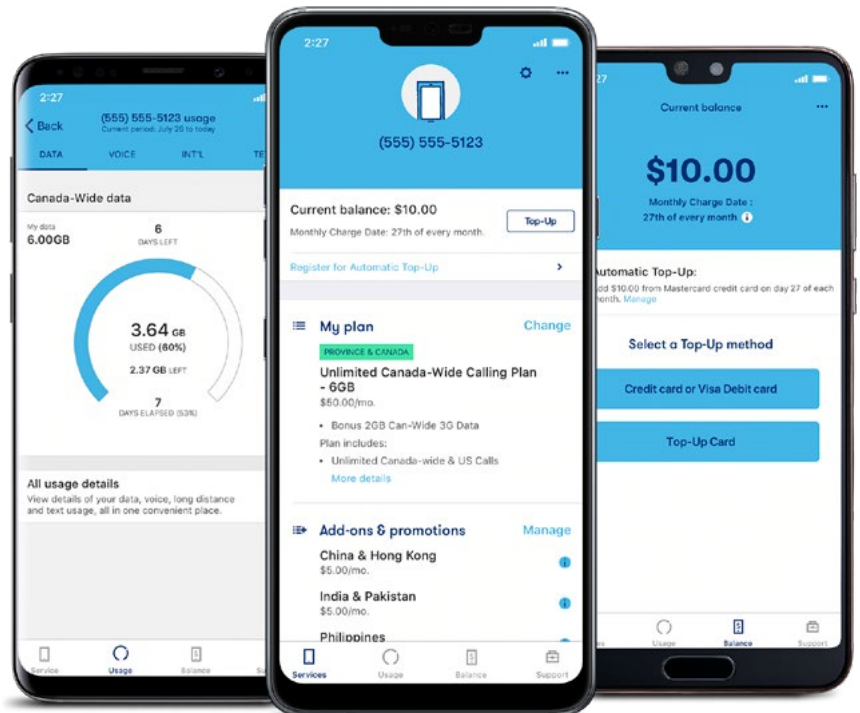 2:27
Back
(555) 555-5123 usage
Current period: July 26 to today
DATA VOICE INT'L TE
Canada-Wide data
My data
6.00GB
6
DAYS LEFT
3.64 GB
USED (60%)
2.37 GB LEFT
7
DAYS ELAPSED (53%)
All usage details
View details of your data, voice, long distance
and text usage, all in one convenient place.
Service Usage Balance Su
2:27
(555) 555-5123
Current balance: $10.00
Monthly Charge Date: 27th of every month.
Top-Up
Register for Automatic Top-Up
My plan
Change
PROVINCE & CANADA
Unlimited Canada-Wide Calling Plan
- 6GB
$50.00/mo.
• Bonus 2GB Can-Wide 3G Data
Plan includes:
• Unlimited Canada-wide & US Calls
More details
Add-ons & promotions
Manage
China & Hong Kong
$5.00/mo.
India & Pakistan
$5.00/mo.
Philippines
Services Usage Balance Support
27
Current balance
$10.00
Monthly Charge Date :
27th of every month
Automatic Top-Up:
Add $10.00 from Mastercard credit card on day 27 of each
month. Manage
Select a Top-Up method
Credit card or Visa Debit card
Top-Up Card
es Usage Balance Support